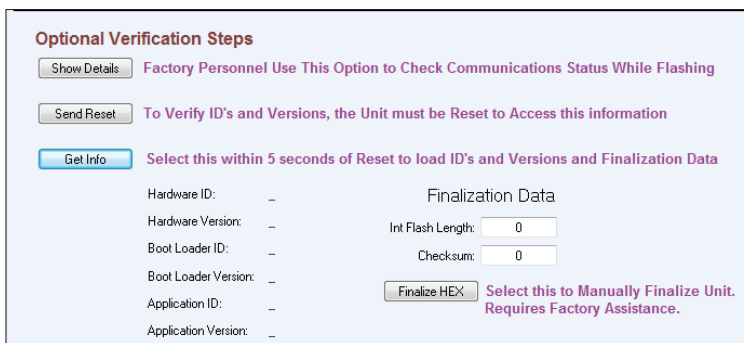 Optional Verification Steps
Show Details Factory Personnel Use This Option to Check Communications Status While Flashing
Send Reset To Verify ID's and Versions, the Unit must be Reset to Access this information
Get Info Select this within 5 seconds of Reset to load ID's and Versions and Finalization Data
Hardware ID: _ Finalization Data
Hardware Version: _ Int Flash Length: 0
Boot Loader ID: _ Checksum: 0
Boot Loader Version: _
Finalize HEX Select this to Manually Finalize Unit.
Application ID: _ Requires Factory Assistance.
Application Version: _